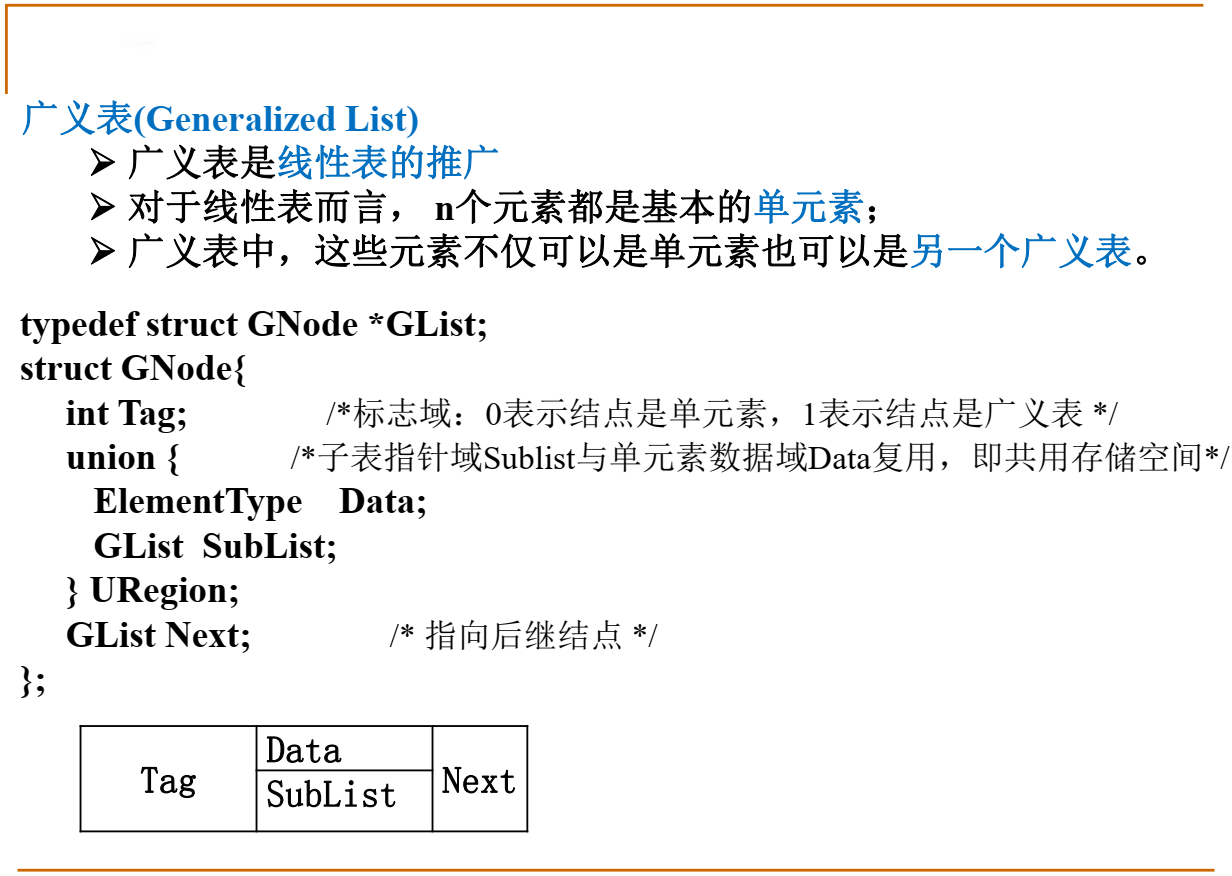 广义表(Generalized List)
➢ 广义表是线性表的推广
➢ 对于线性表而言， n个元素都是基本的单元素；
➢ 广义表中，这些元素不仅可以是单元素也可以是另一个广义表。
typedef struct GNode *GList;
struct GNode{
int Tag; /*标志域：0表示结点是单元素，1表示结点是广义表 */
union { /*子表指针域Sublist与单元素数据域Data复用，即共用存储空间*/
ElementType Data;
GList SubList;
} URegion;
GList Next; /* 指向后继结点 */
};
Data
Tag Next
SubList